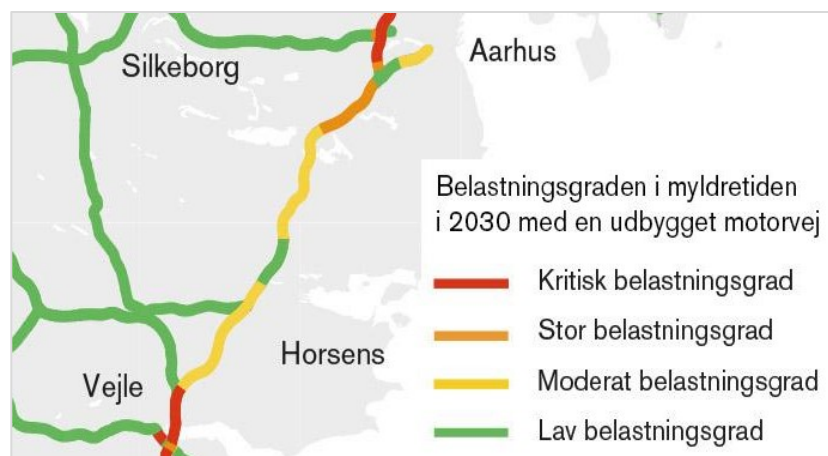 Silkeborg
Aarhus
Belastningsgraden i myldretiden
i 2030 med en udbygget motorvej
Kritisk belastningsgrad
Stor belastningsgrad
Horsens
Vejle
Moderat belastningsgrad
Lav belastningsgrad